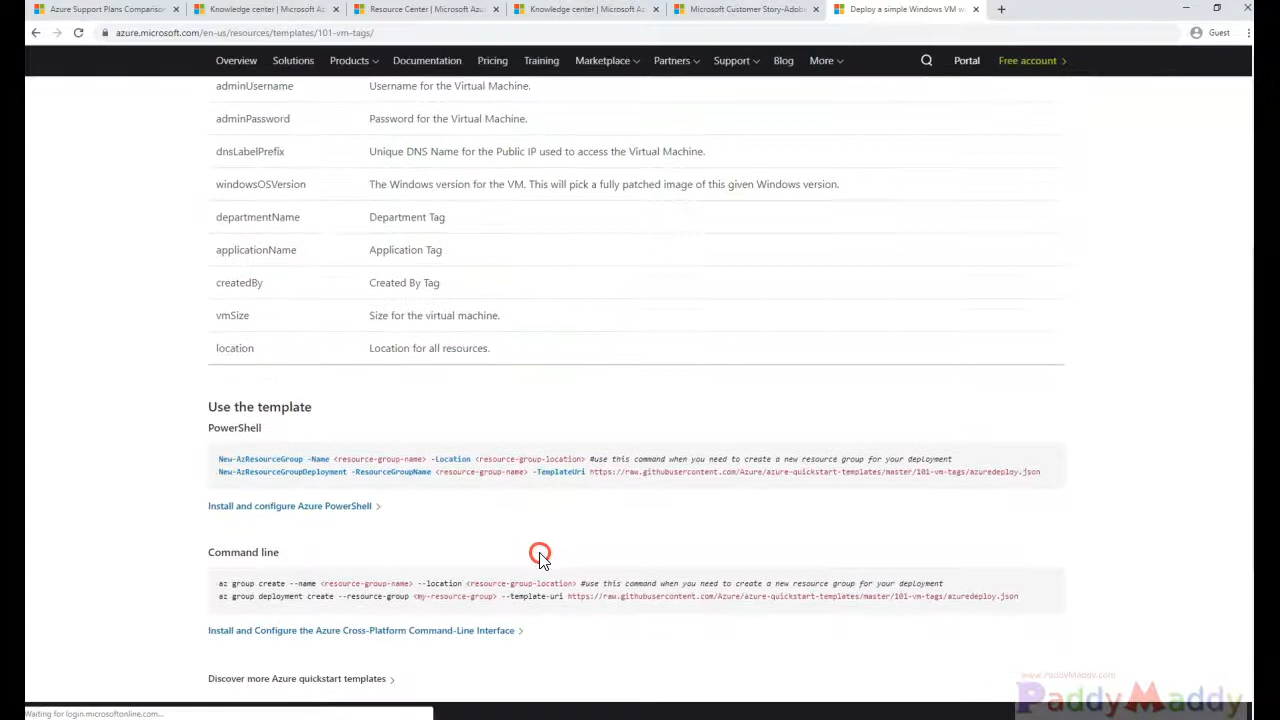 Azure Support Plans Comparison
Knowledge center | Microsoft Az
Resource Center | Microsoft Azu
Knowledge center | Microsoft Az
Microsoft Customer Story-Adob
Deploy a simple Windows VM w
azure.microsoft.com/en-us/resources/templates/101-vm-tags/
Guest
Overview Solutions Products Documentation Pricing Training Marketplace Partners Support Blog More Portal Free account
adminUsername Username for the Virtual Machine.
adminPassword Password for the Virtual Machine.
dnsLabelPrefix Unique DNS Name for the Public IP used to access the Virtual Machine.
windowsOSVersion The Windows version for the VM. This will pick a fully patched image of this given Windows version.
departmentName Department Tag
applicationName Application Tag
createdBy Created By Tag
vmSize Size for the virtual machine.
location Location for all resources.
Use the template
PowerShell
New-AzResourceGroup -Name <resource-group-name> -Location <resource-group-location> #use this command when you need to create a new resource group for your deployment
New-AzResourceGroupDeployment -ResourceGroupName <resource-group-name> -TemplateUri https://raw.githubusercontent.com/Azure/azure-quickstart-templates/master/101-vm-tags/azuredeploy.json
Install and configure Azure PowerShell >
Command line
az group create --name <resource-group-name> --location <resource-group-location> #use this command when you need to create a new resource group for your deployment
az group deployment create --resource-group <my-resource-group> --template-uri https://raw.githubusercontent.com/Azure/azure-quickstart-templates/master/101-vm-tags/azuredeploy.json
Install and Configure the Azure Cross-Platform Command-Line Interface >
Discover more Azure quickstart templates >
www.PaddyMaddy.com
PaddyMaddy
Waiting for login.microsoftonline.com...